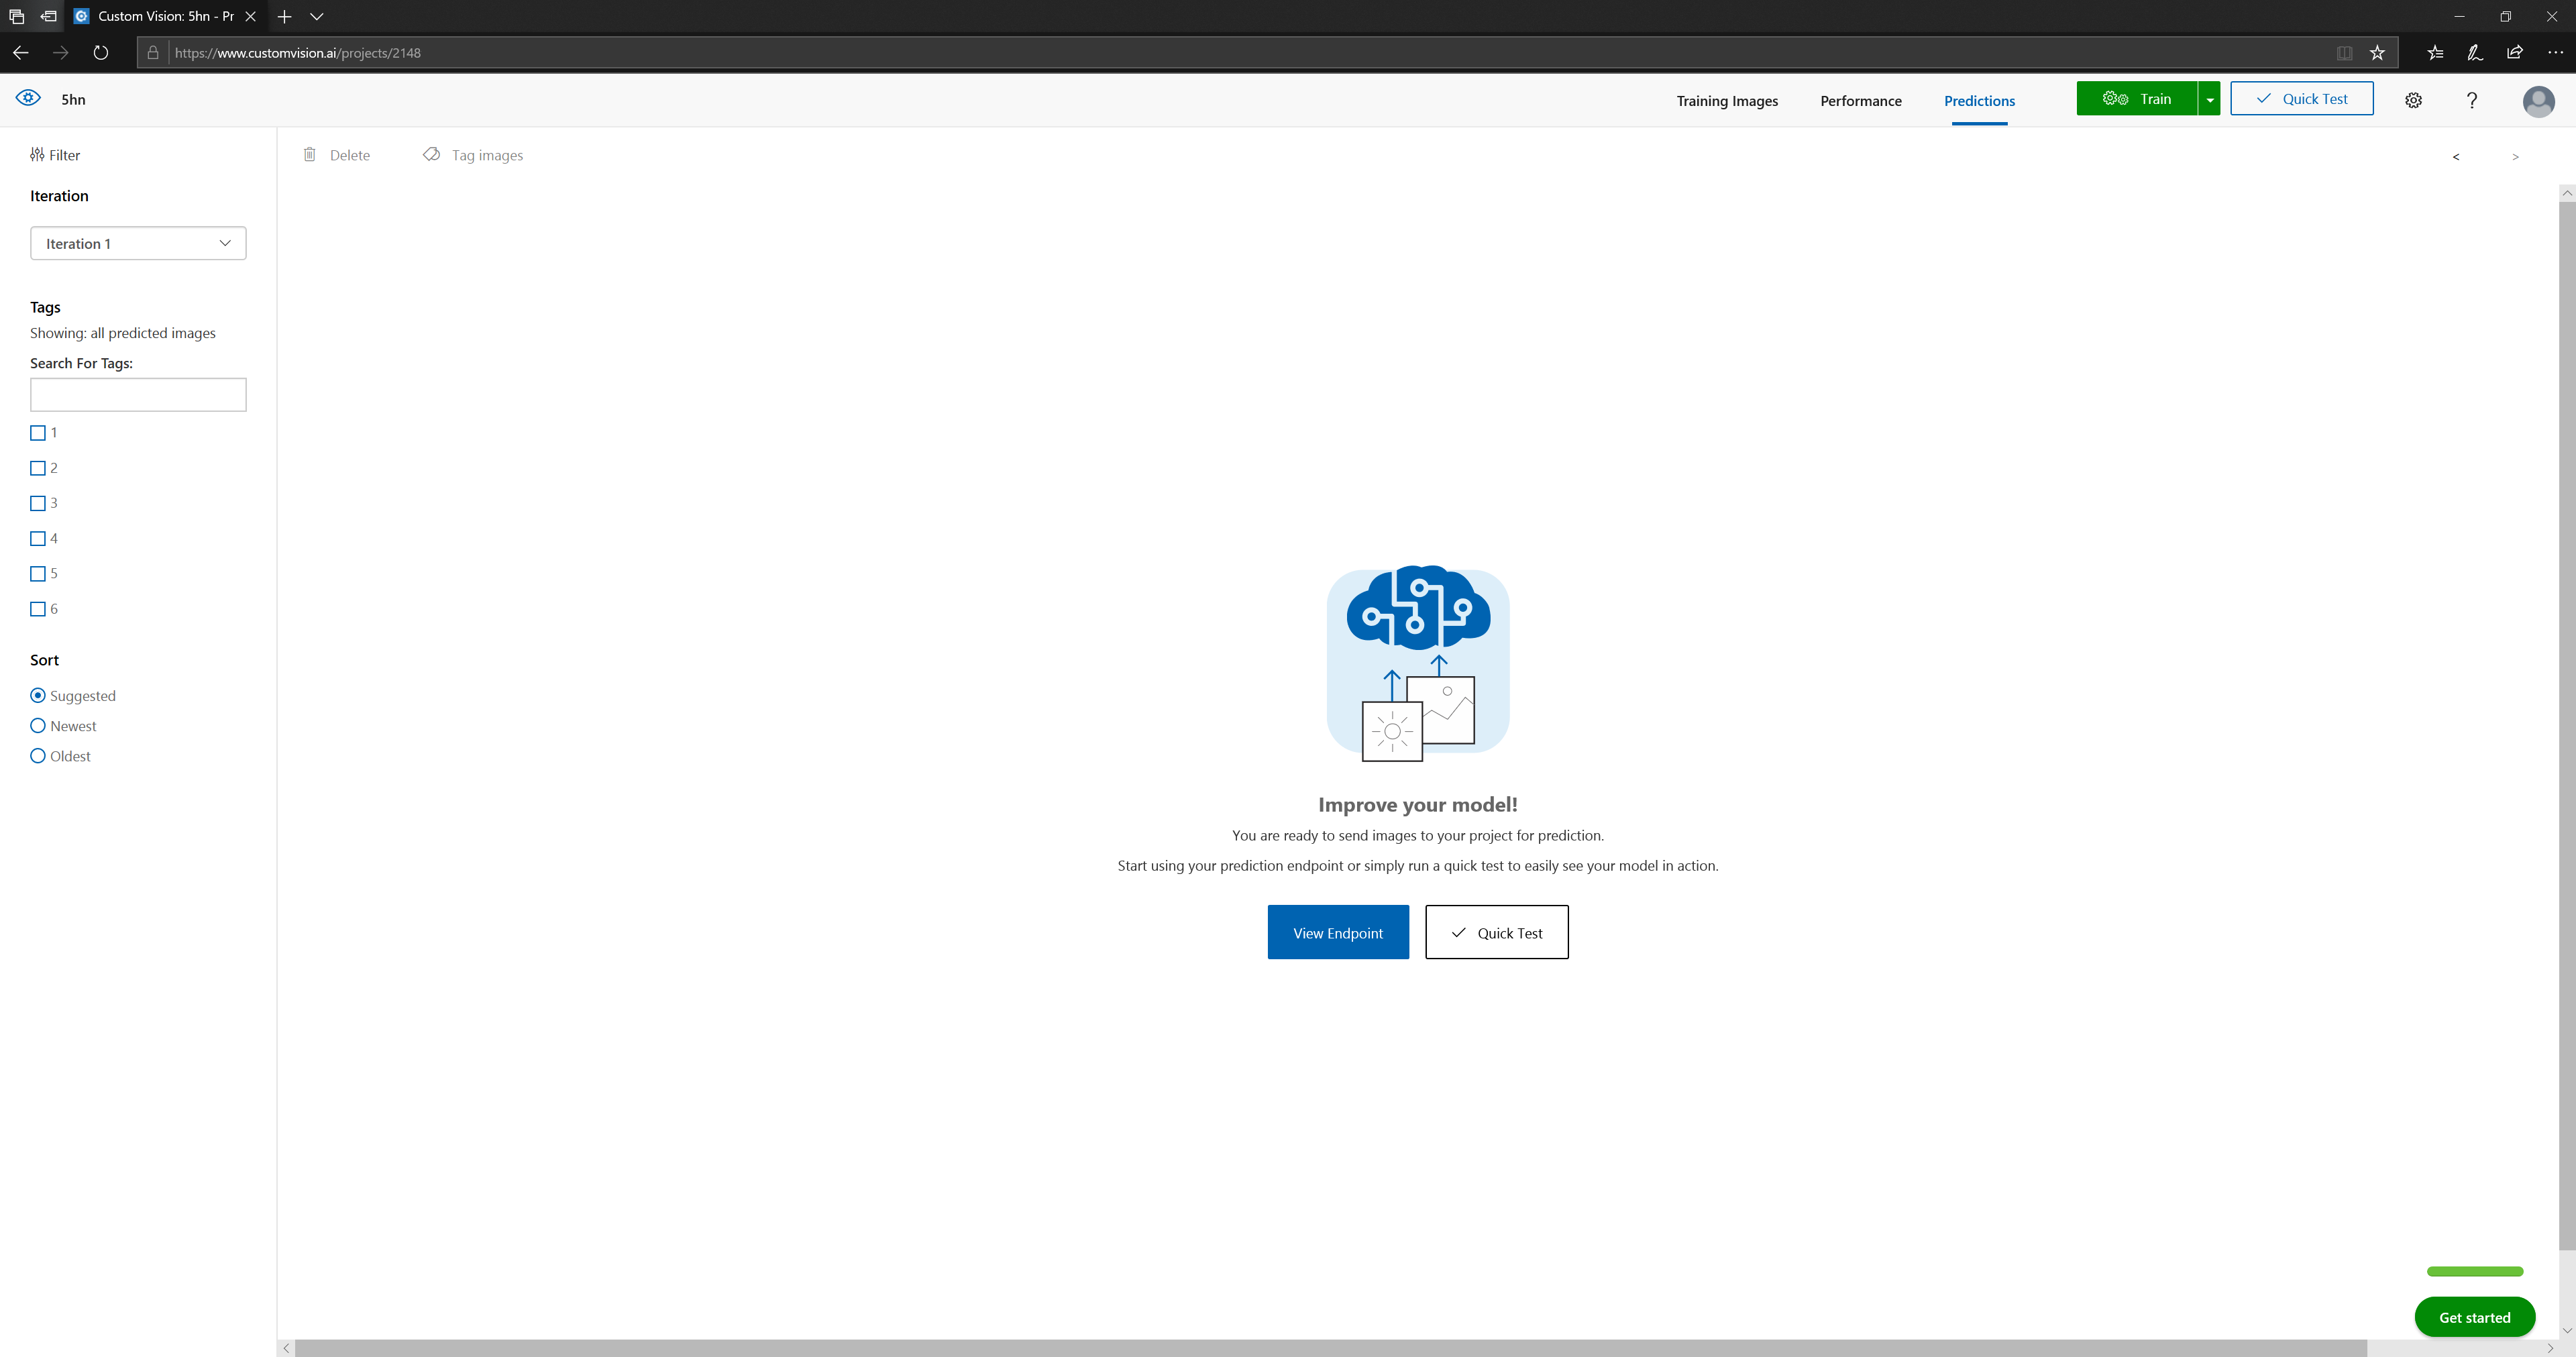 Custom Vision: 5hn - Pr
https://www.customvision.ai/projects/2148
5hn
Training Images
Performance
Predictions
Train
Quick Test
?
Filter
Delete
Tag images
<
>
Iteration
Iteration 1
Tags
Showing: all predicted images
Search For Tags:
1
2
3
4
5
6
Sort
Suggested
Newest
Oldest
Improve your model!
You are ready to send images to your project for prediction.
Start using your prediction endpoint or simply run a quick test to easily see your model in action.
View Endpoint
Quick Test
Get started